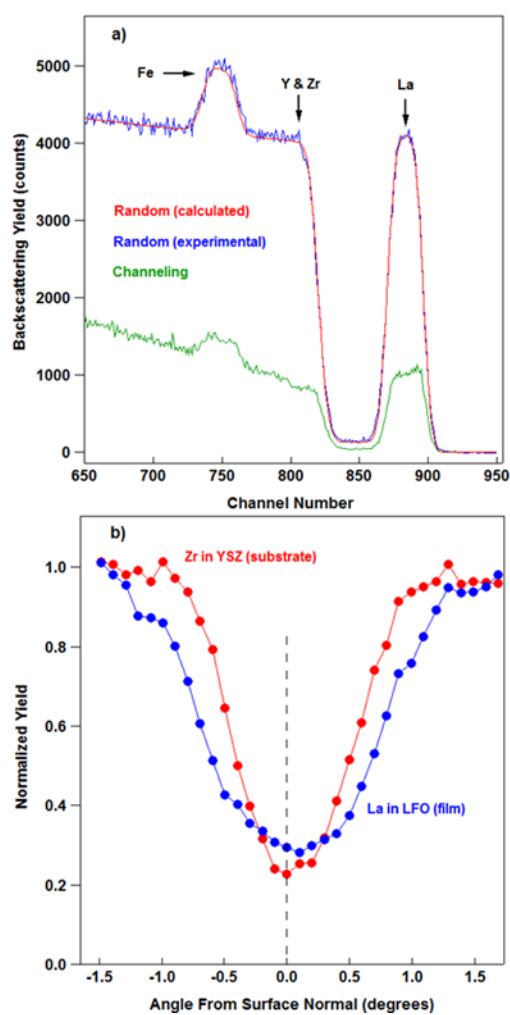 a)
5000
4000
3000
2000
1000
0
Backscattering Yield (counts)
Fe
Y & Zr
La
Random (calculated)
Random (experimental)
Channeling
650
700
750
800
850
900
950
Channel Number
b)
Zr in YSZ (substrate)
1.0
0.8
0.6
0.4
0.2
0.0
Normalized Yield
La in LFO (film)
-1.5
-1.0
-0.5
0.0
0.5
1.0
1.5
Angle From Surface Normal (degrees)